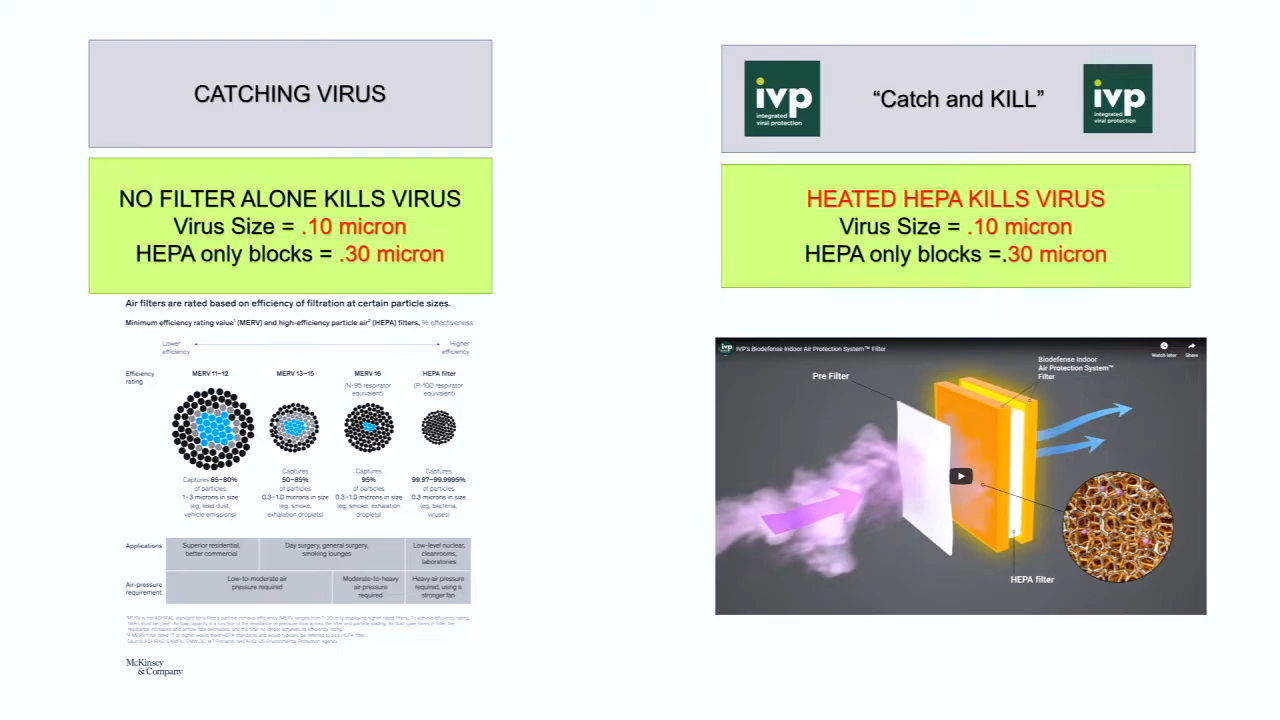 CATCHING VIRUS
NO FILTER ALONE KILLS VIRUS
Virus Size = .10 micron
HEPA only blocks = .30 micron
Air filters are rated based on efficiency of filtration at certain particle sizes.
Minimum efficiency rating value¹ (MERV) and high-efficiency particle air² (HEPA) filters, % effectiveness
Lower
efficiency
Higher
efficiency
Efficiency
rating
MERV 11–12
MERV 13–15
MERV 16
(N-95 respirator
equivalent)
HEPA filter
(P-100 respirator
equivalent)
Captures 65–80%
of particles
1–3 microns in size
(eg, lead dust,
vehicle emissions)
Captures
50–85%
of particles
0.3–1.0 microns in size
(eg, smoke,
exhalation droplets)
Captures
95%
of particles
0.3–1.0 microns in size
(eg, smoke, exhalation
droplets)
Captures
99.97–99.9995%
of particles
0.3 microns in size
(eg, bacteria,
viruses)
Applications
Superior residential,
better commercial
Day surgery, general surgery,
smoking lounges
Low-level nuclear,
cleanrooms,
laboratories
Air-pressure
requirement
Low-to-moderate air
pressure required
Moderate-to-heavy
air pressure
required
Heavy air pressure
required, using a
stronger fan
McKinsey
& Company
ivp
integrated
viral protection
“Catch and KILL”
ivp
integrated
viral protection
HEATED HEPA KILLS VIRUS
Virus Size = .10 micron
HEPA only blocks =.30 micron
ivp
IVP's Biodefense Indoor Air Protection System™ Filter
Watch later
Share
Pre Filter
Biodefense Indoor
Air Protection System™
Filter
HEPA filter